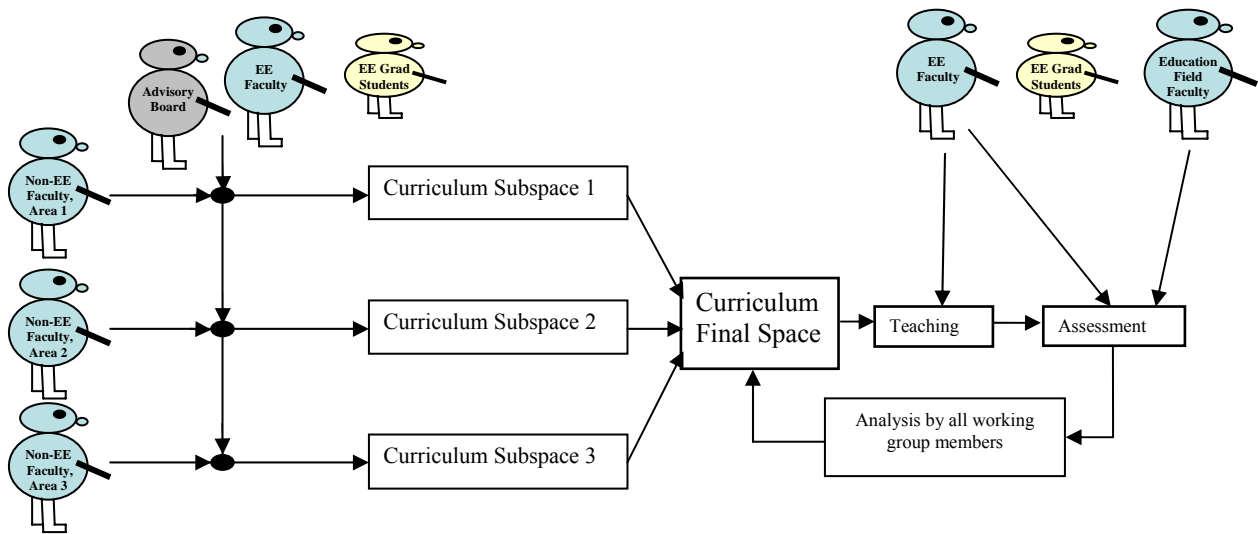 Advisory
Board
EE
Faculty
EE Grad
Students
EE
Faculty
EE Grad
Students
Education
Field
Faculty
Non-EE
Faculty,
Area 1
Curriculum Subspace 1
Non-EE
Faculty,
Area 2
Curriculum Subspace 2
Curriculum
Final Space
Teaching
Assessment
Non-EE
Faculty,
Area 3
Curriculum Subspace 3
Analysis by all working
group members